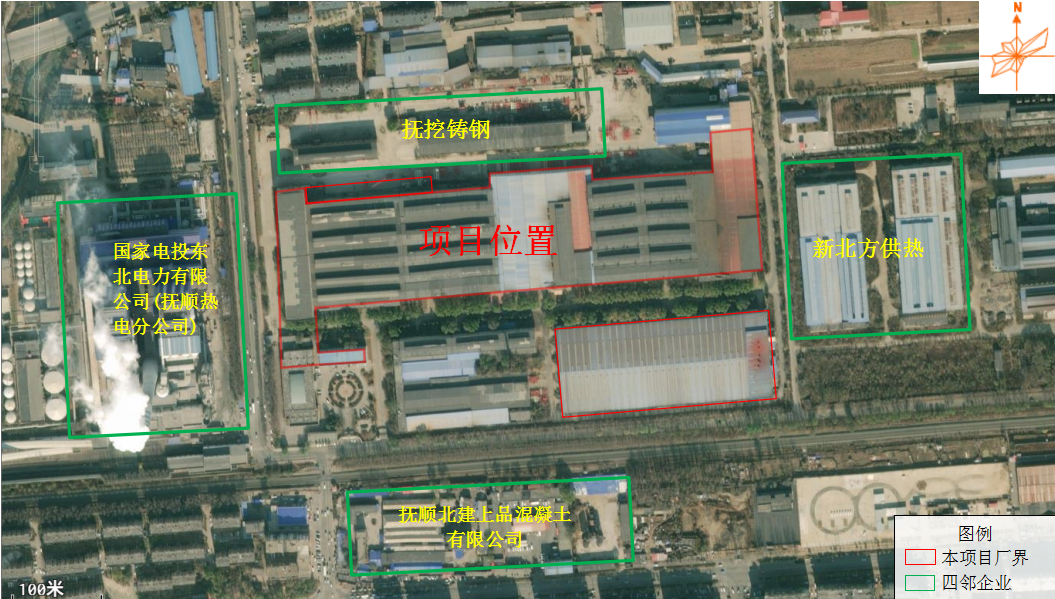 N
抚挖铸钢
项目位置
国家电投东
北电力有限
公司(抚顺热
电分公司)
新北方供热
抚顺北建上品混凝土
有限公司
图例
本项目厂界
四邻企业
100米